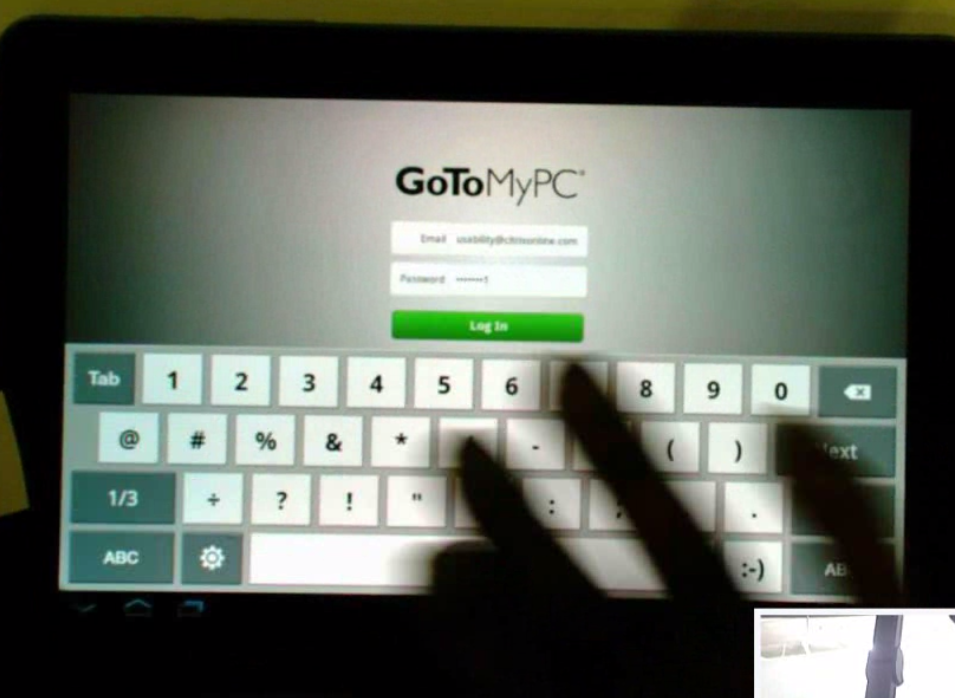 GoToMyPC
Email usability@citrixonline.com
Password •••••••1
Log In
Tab 1 2 3 4 5 6 8 9 0
@ # % & * - ( )
1/3 ÷ ? ! " : .
ABC :-)